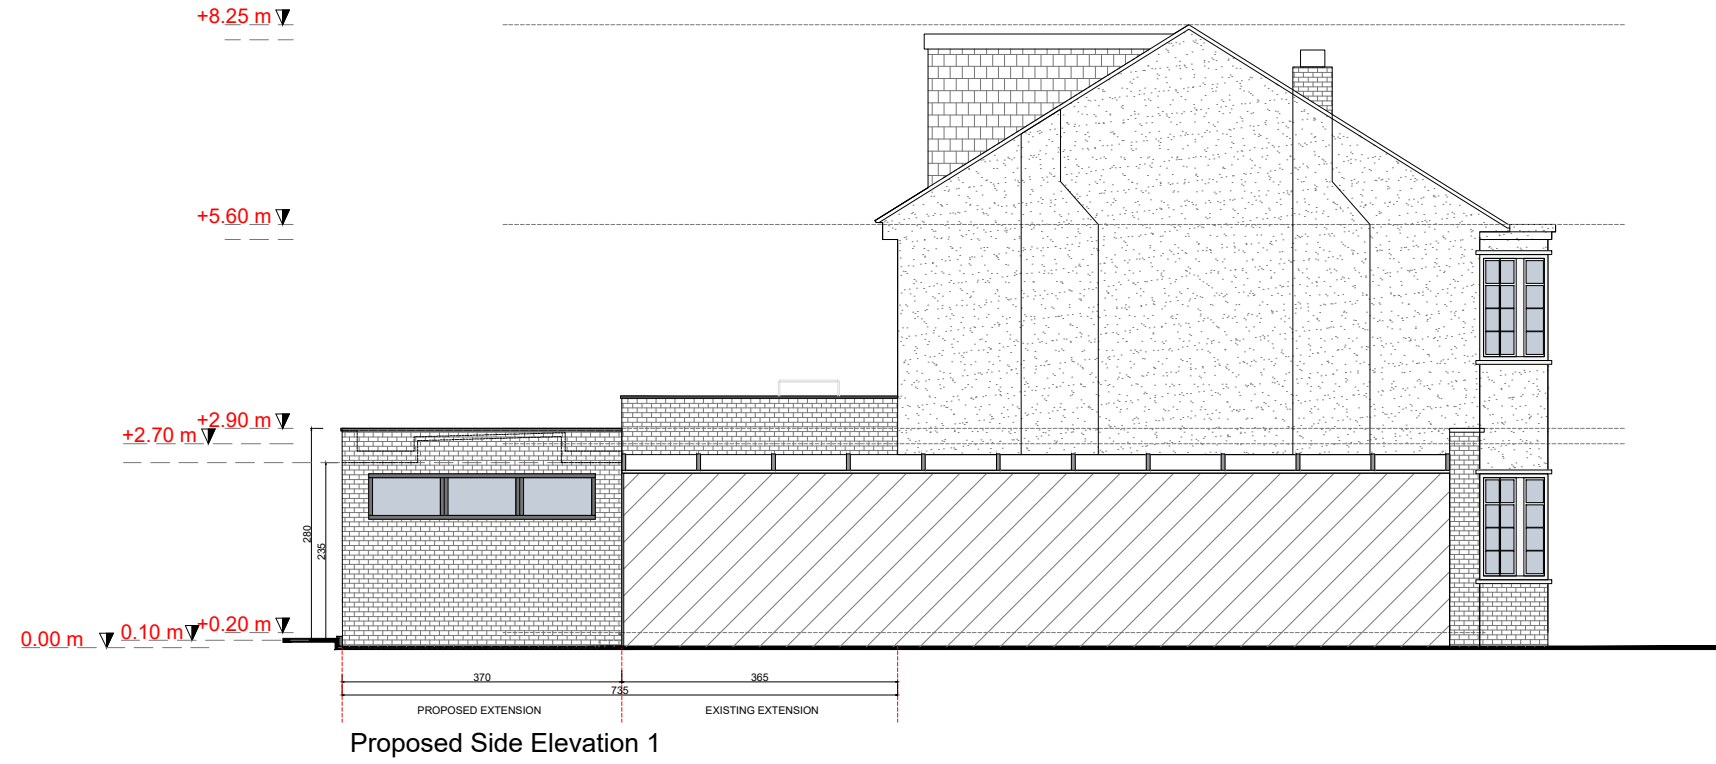 +8.25 m
+5.60 m
+2.90 m
+2.70 m
280
235
+0.20 m
0.10 m
0.00 m
370
365
735
PROPOSED EXTENSION
EXISTING EXTENSION
Proposed Side Elevation 1